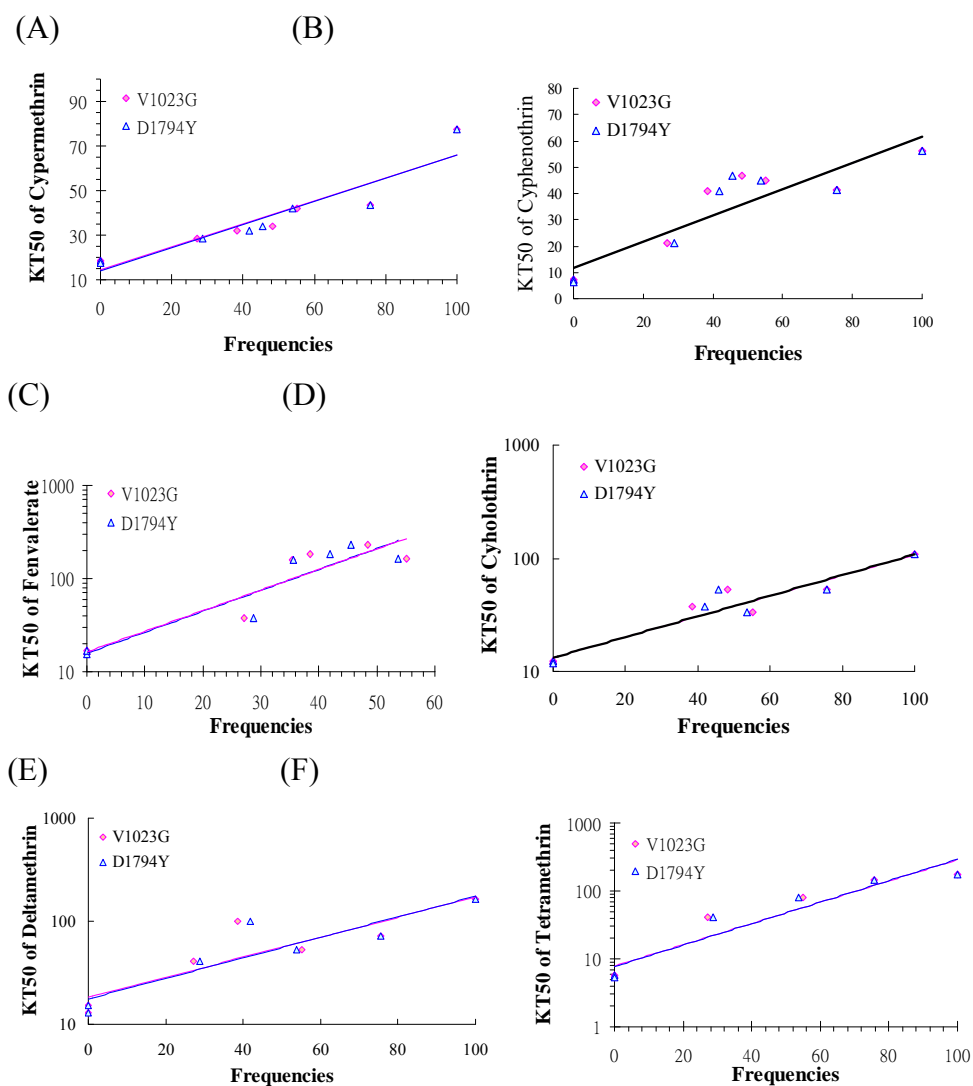 (A)
KT50 of Cypermethrin
90
70
50
30
10
V1023G
D1794Y
0 20 40 60 80 100
Frequencies
(B)
KT50 of Cyphenothrin
80
70
60
50
40
30
20
10
0
V1023G
D1794Y
0 20 40 60 80 100
Frequencies
(C)
KT50 of Fenvalerate
1000
100
10
V1023G
D1794Y
0 10 20 30 40 50 60
Frequencies
(D)
KT50 of Cyholothrin
1000
100
10
V1023G
D1794Y
0 20 40 60 80 100
Frequencies
(E)
KT50 of Deltamethrin
1000
100
10
V1023G
D1794Y
0 20 40 60 80 100
Frequencies
(F)
KT50 of Tetramethrin
1000
100
10
1
V1023G
D1794Y
0 20 40 60 80 100
Frequencies